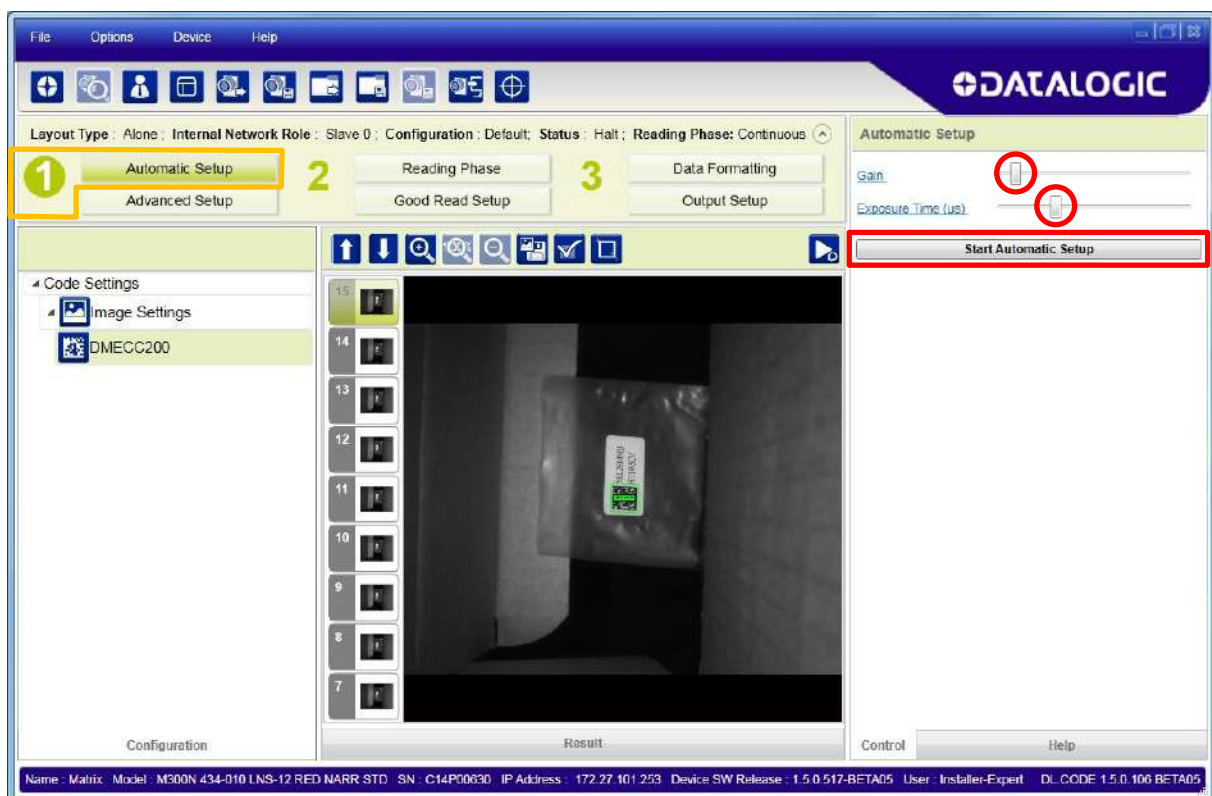 File Options Device Help
DATALOGIC
Layout Type : Alone ; Internal Network Role : Slave 0 ; Configuration : Default; Status : Halt ; Reading Phase: Continuous
Automatic Setup
1 Automatic Setup 2 Reading Phase 3 Data Formatting
Advanced Setup Good Read Setup Output Setup
Gain
Exposure Time (us)
Start Automatic Setup
Code Settings
Image Settings
DMECC200
15
14
13
12
11
10
9
8
7
Configuration Result Control Help
Name : Matrix Model : M300N 434-010 LNS-12 RED NARR STD SN : C14P00630 IP Address : 172.27.101.253 Device SW Release : 1.5.0.517-BETA05 User : Installer-Expert DL.CODE 1.5.0.106 BETA05